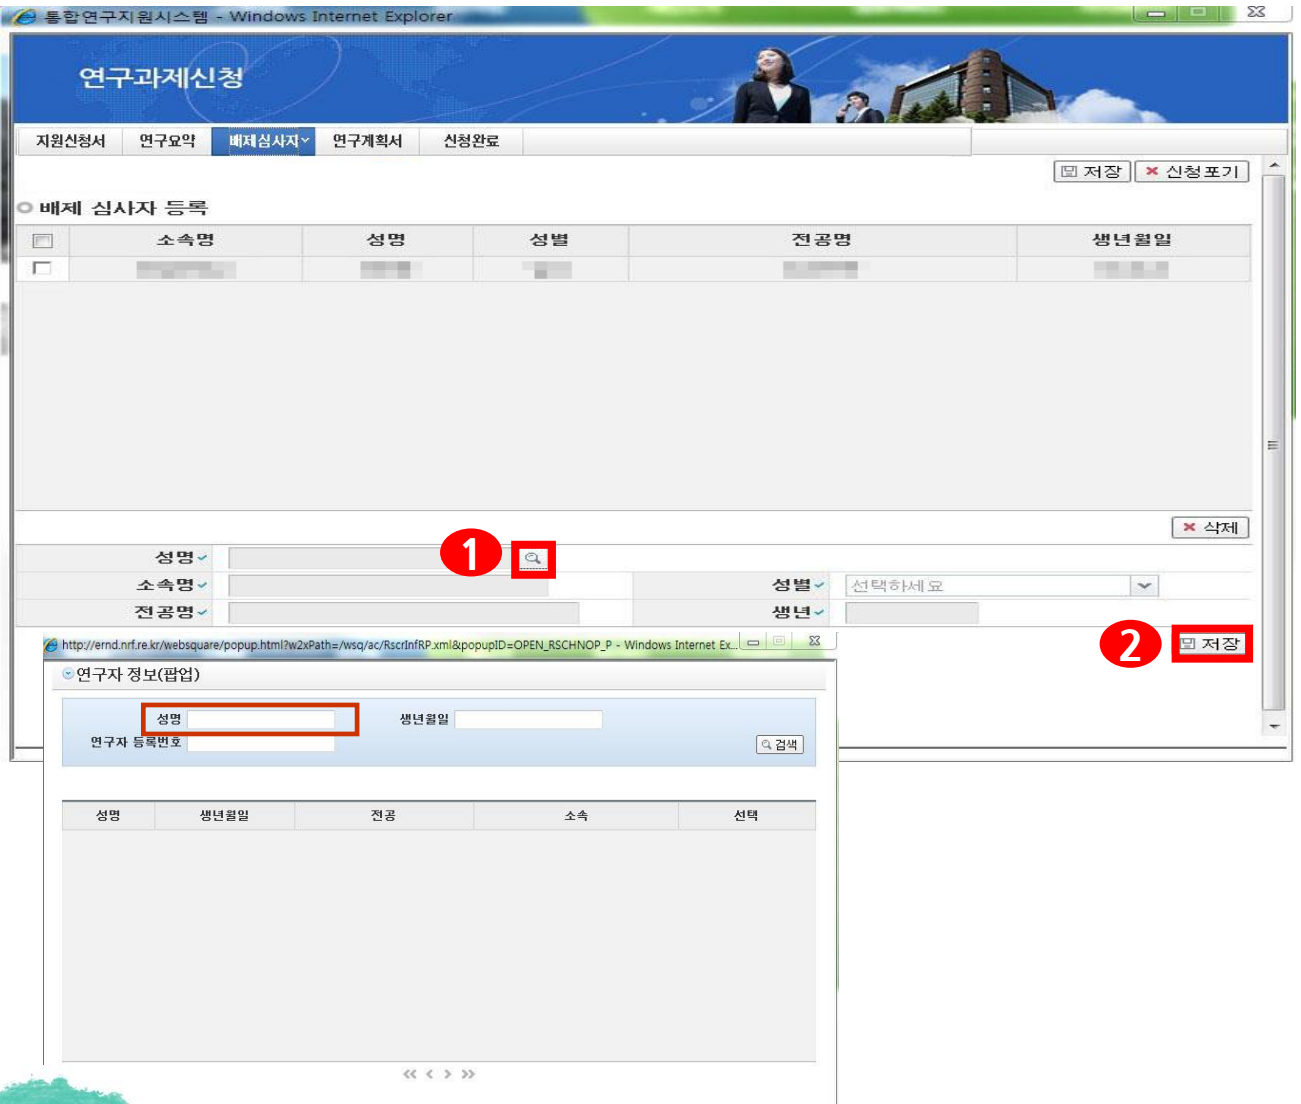 통합연구지원시스템 - Windows Internet Explorer
연구과제신청
지원신청서 연구요약 배제심사자 연구계획서 신청완료
저장 신청포기
배제 심사자 등록
소속명 성명 성별 전공명 생년월일
삭제
성명
1
소속명 성별 선택하세요
전공명 생년
2 저장
http://ernd.nrf.re.kr/websquare/popup.html?w2xPath=/wsq/ac/RscrInfRP.xml&popupID=OPEN_RSCHNOP_P - Windows Internet Ex...
연구자 정보(팝업)
성명 생년월일
연구자 등록번호 검색
성명 생년월일 전공 소속 선택